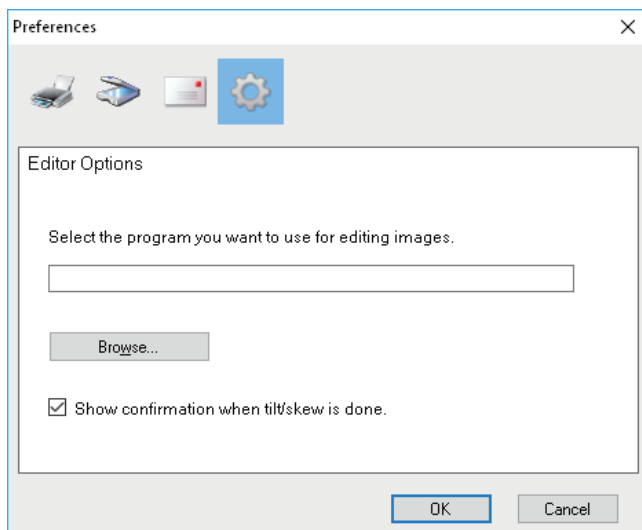 Preferences
Editor Options
Select the program you want to use for editing images.
Browse...
Show confirmation when tilt/skew is done.
OK
Cancel